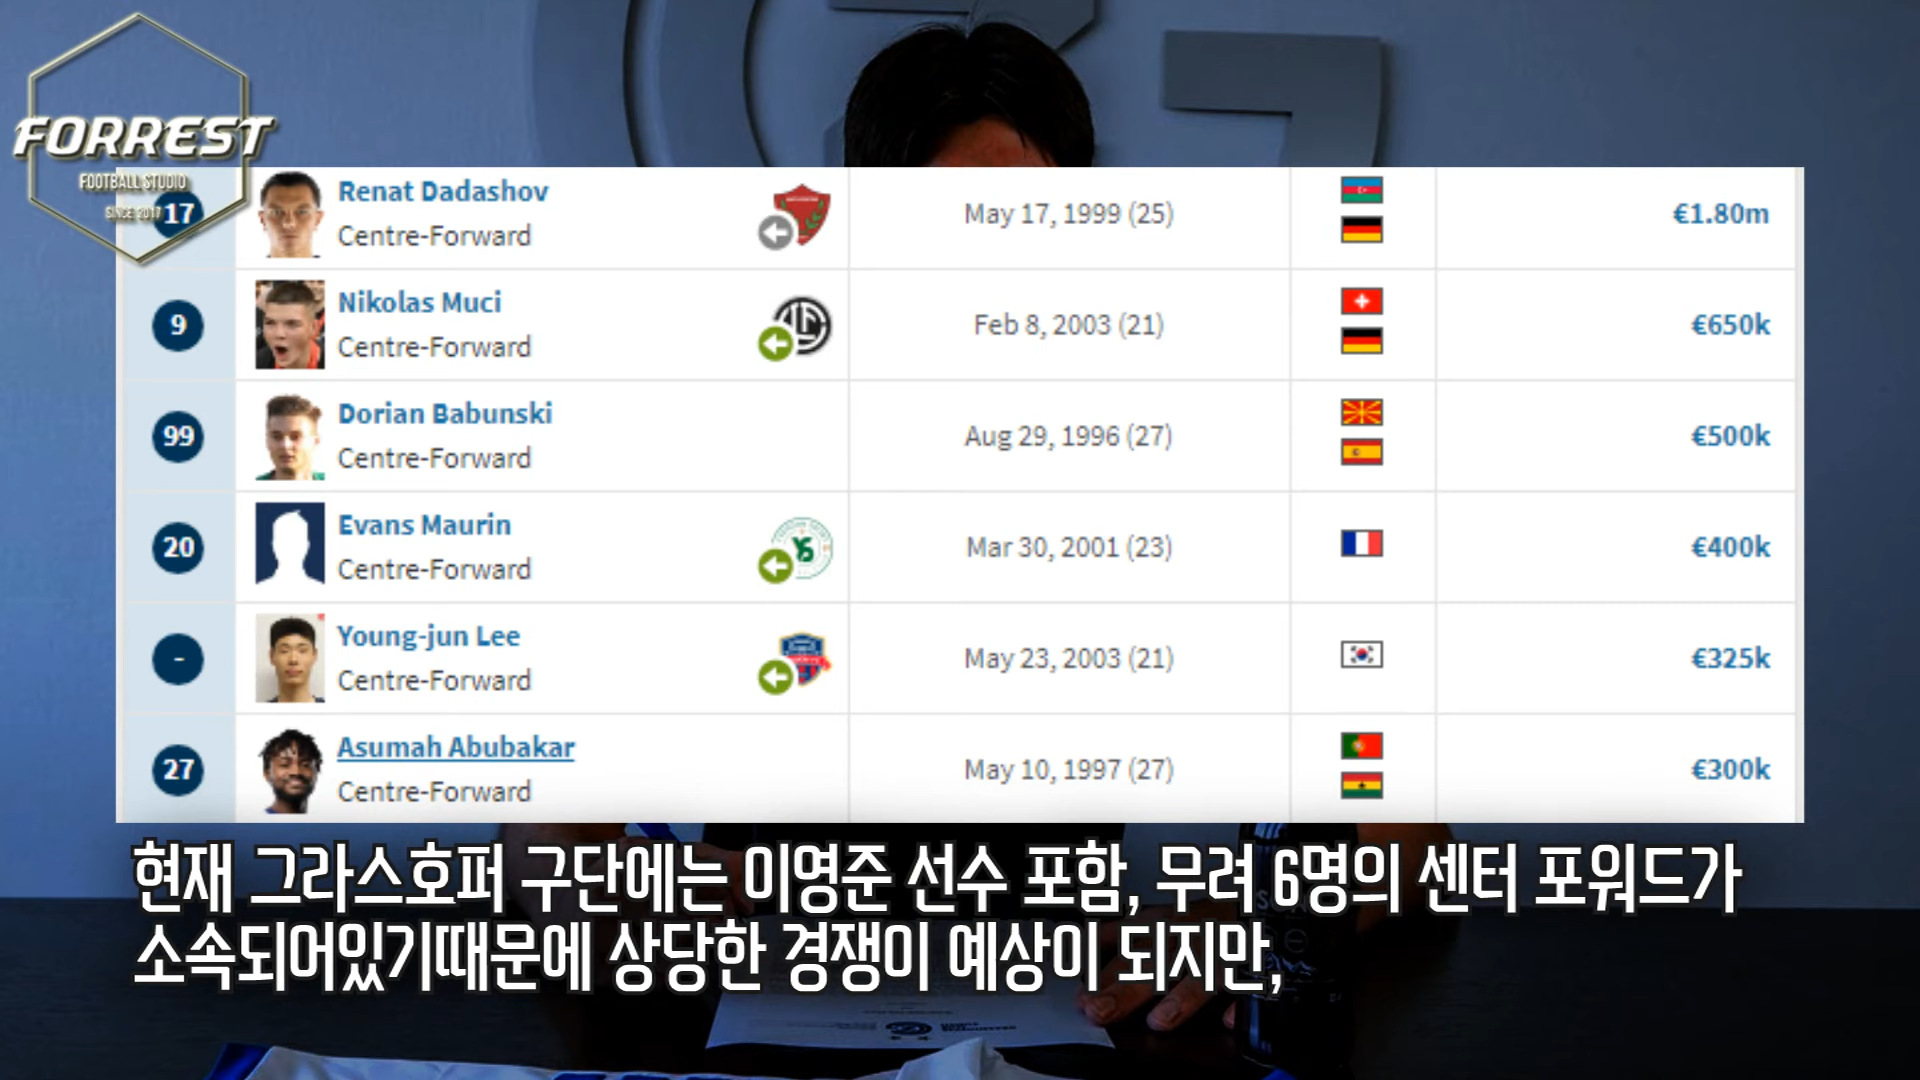 FORREST
FOOTBALL STUDIO
SINCE 2017
17
Renat Dadashov
Centre-Forward
May 17, 1999 (25)
€1.80m
9
Nikolas Muci
Centre-Forward
Feb 8, 2003 (21)
€650k
99
Dorian Babunski
Centre-Forward
Aug 29, 1996 (27)
€500k
20
Evans Maurin
Centre-Forward
Mar 30, 2001 (23)
€400k
-
Young-jun Lee
Centre-Forward
May 23, 2003 (21)
€325k
27
Asumah Abubakar
Centre-Forward
May 10, 1997 (27)
€300k
현재 그라스호퍼 구단에는 이영준 선수 포함, 무려 6명의 센터 포워드가
소속되어있기때문에 상당한 경쟁이 예상이 되지만,